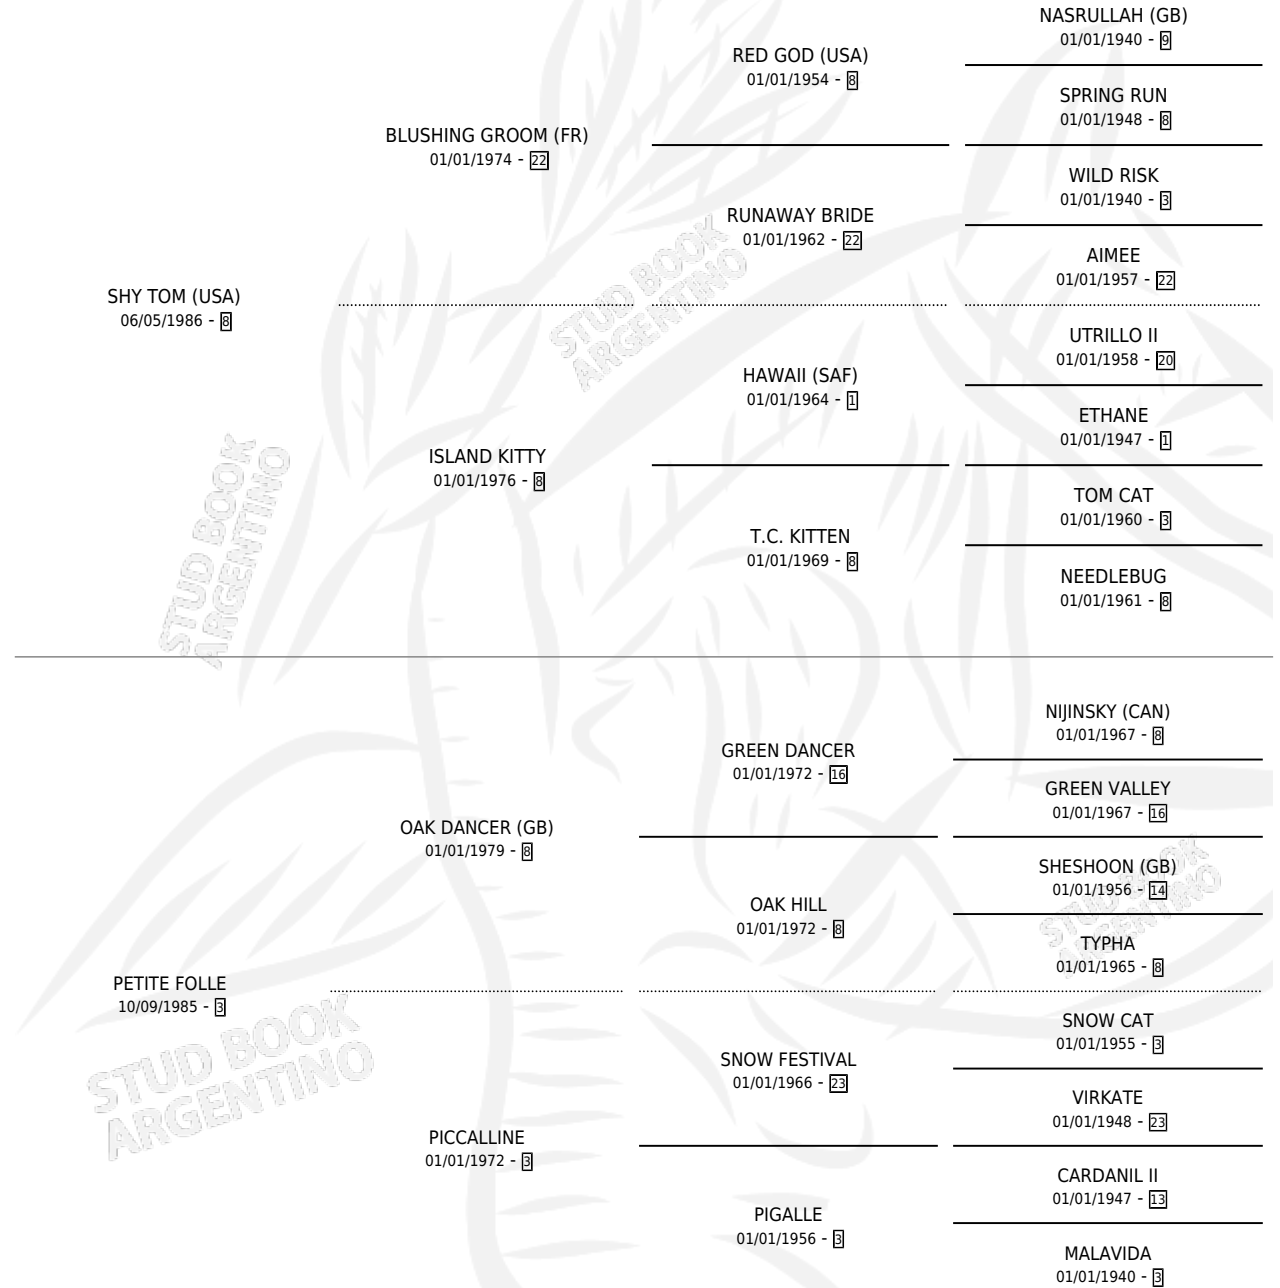 NASRULLAH (GB)
01/01/1940 - 9
RED GOD (USA)
01/01/1954 - 8
SPRING RUN
01/01/1948 - 8
BLUSHING GROOM (FR)
01/01/1974 - 22
WILD RISK
01/01/1940 - 3
RUNAWAY BRIDE
01/01/1962 - 22
AIMEE
01/01/1957 - 22
SHY TOM (USA)
06/05/1986 - 8
STUD BOOK
ARGENTINO
UTRILLO II
01/01/1958 - 20
HAWAII (SAF)
01/01/1964 - 1
ETHANE
01/01/1947 - 1
ISLAND KITTY
01/01/1976 - 8
STUD BOOK
ARGENTINO
TOM CAT
01/01/1960 - 3
T.C. KITTEN
01/01/1969 - 8
NEEDLEBUG
01/01/1961 - 8
NIJINSKY (CAN)
01/01/1967 - 8
GREEN DANCER
01/01/1972 - 16
GREEN VALLEY
01/01/1967 - 16
OAK DANCER (GB)
01/01/1979 - 8
SHESHOON (GB)
01/01/1956 - 14
STUD BOOK
ARGENTINO
OAK HILL
01/01/1972 - 8
TYPHA
01/01/1965 - 8
PETITE FOLLE
10/09/1985 - 3
STUD BOOK
ARGENTINO
SNOW CAT
01/01/1955 - 3
SNOW FESTIVAL
01/01/1966 - 23
VIRKATE
01/01/1948 - 23
PICCALLINE
01/01/1972 - 3
CARDANIL II
01/01/1947 - 13
PIGALLE
01/01/1956 - 3
MALAVIDA
01/01/1940 - 3